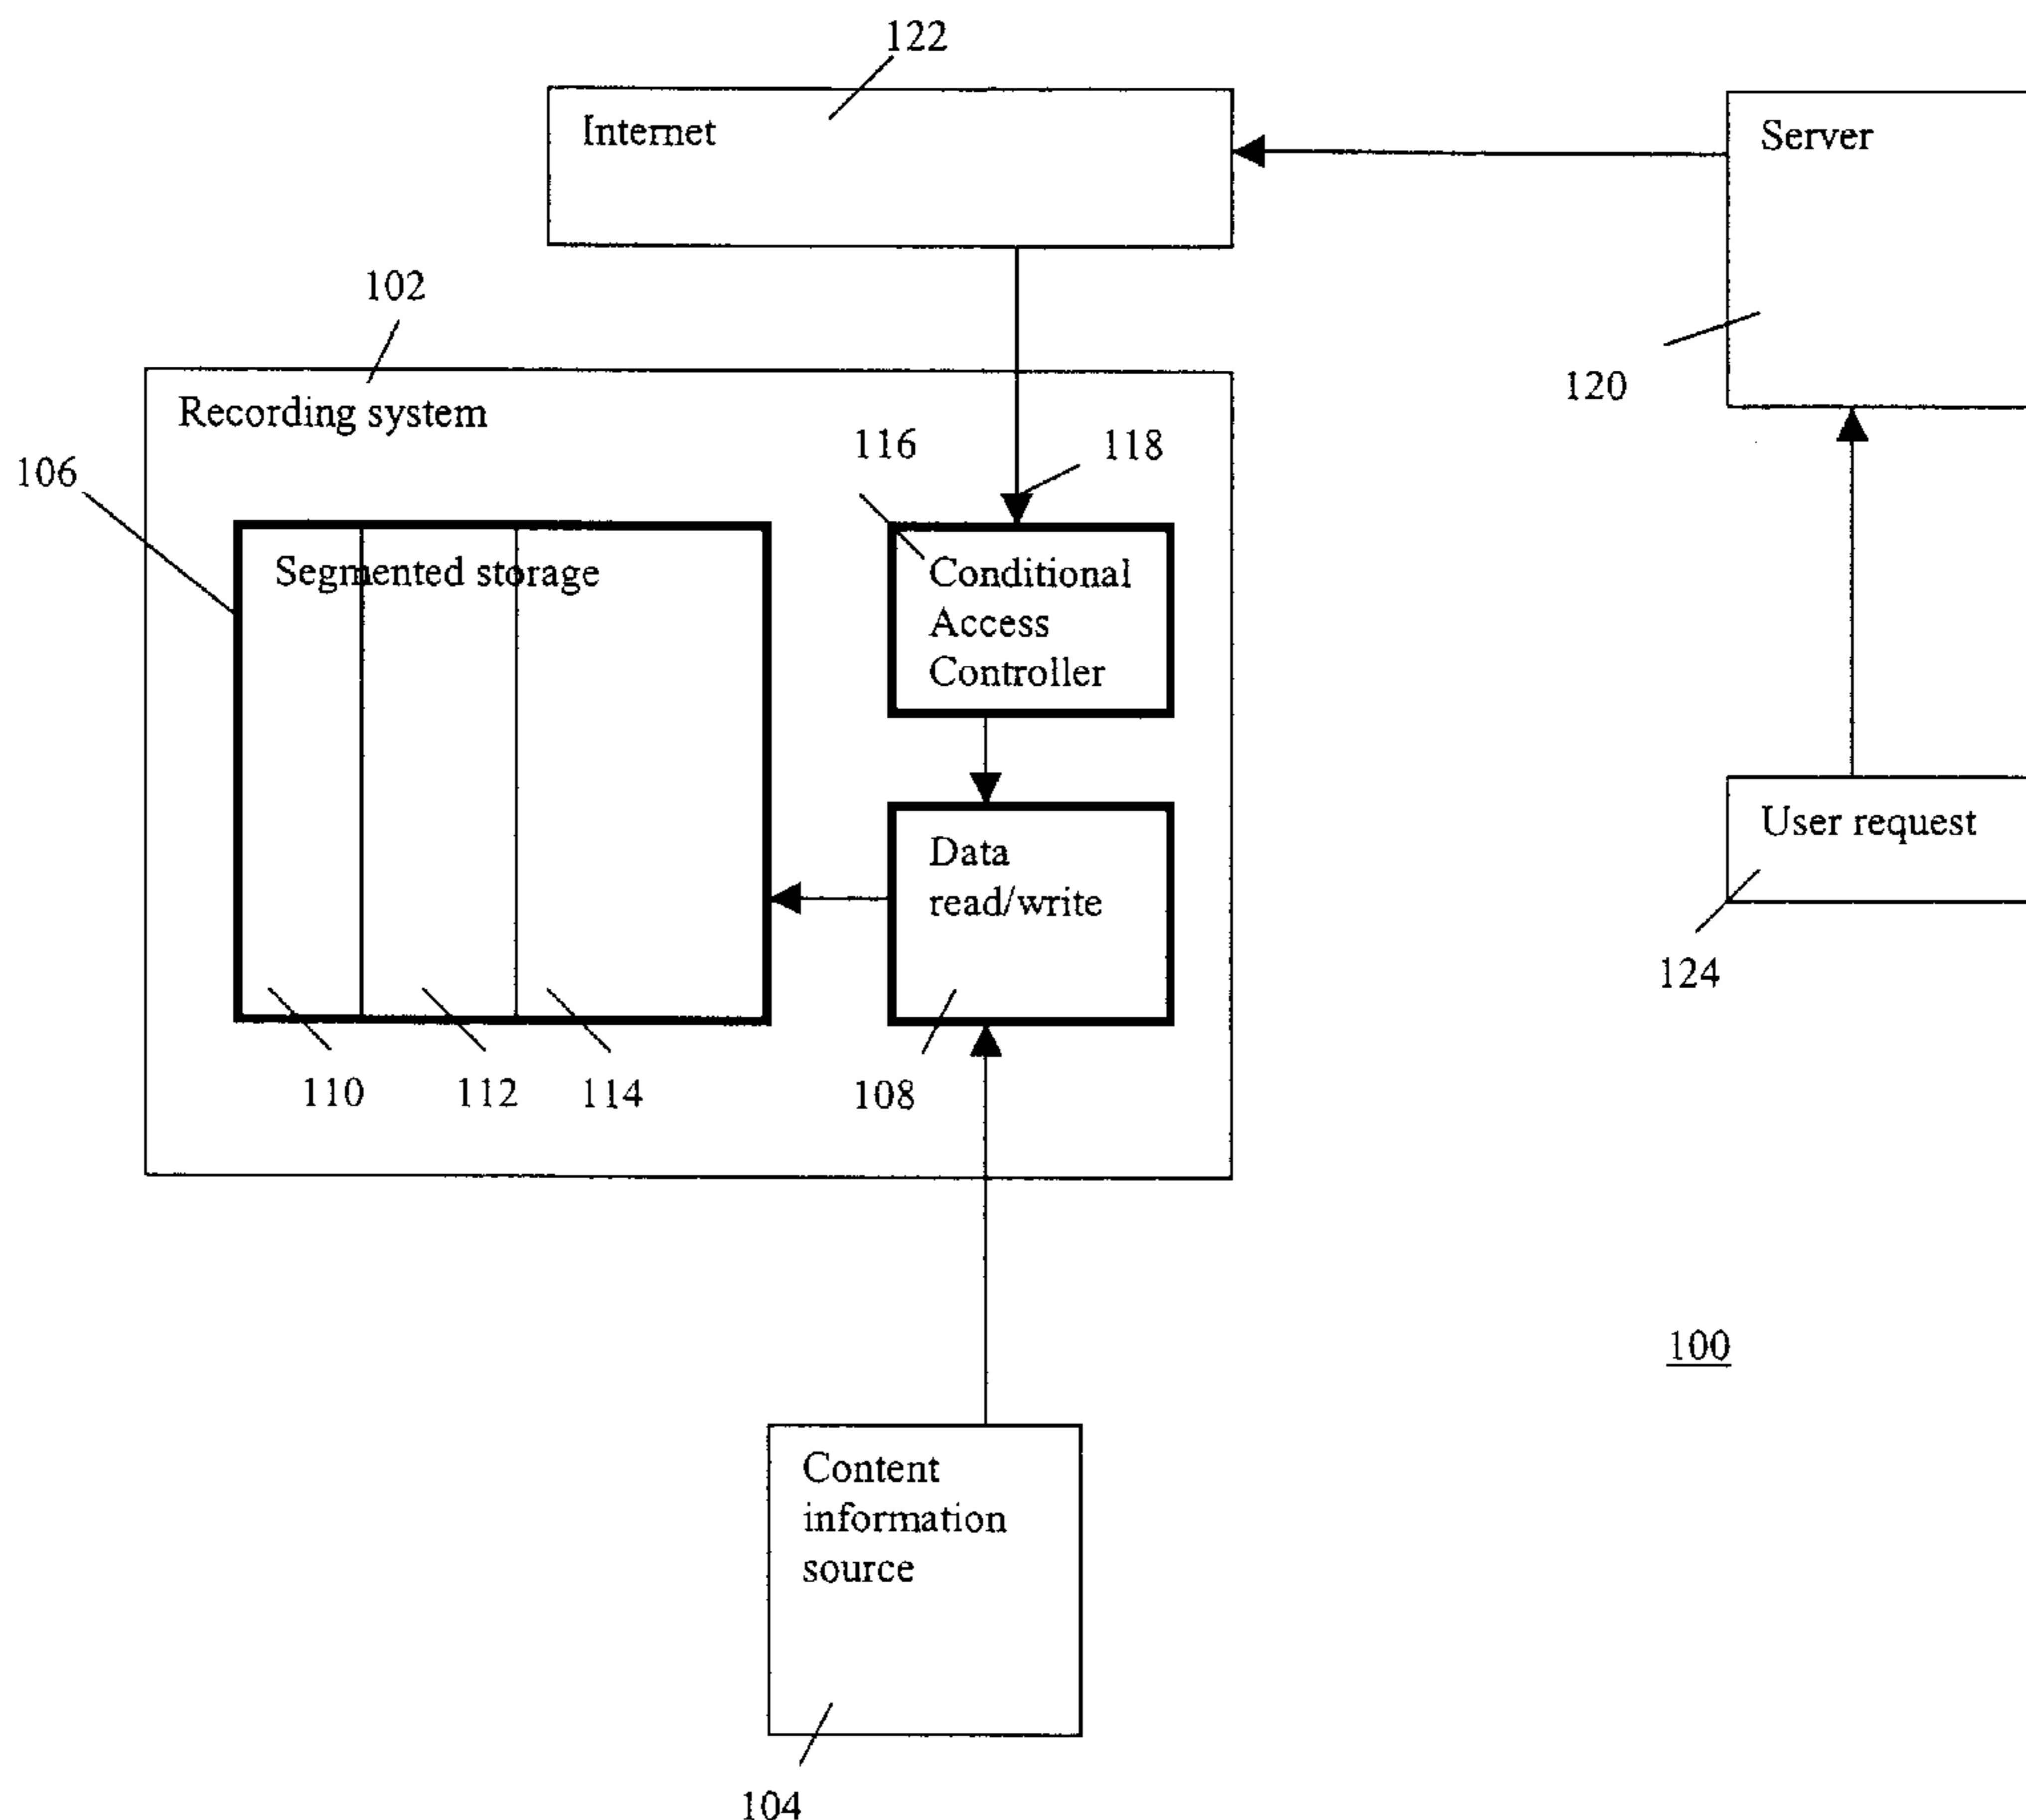 122
Internet
Server
102
120
Recording system
116
118
106
Segmented storage
Conditional
Access
Controller
Data
read/write
User request
124
110
112
114
108
100
Content
information
source
104